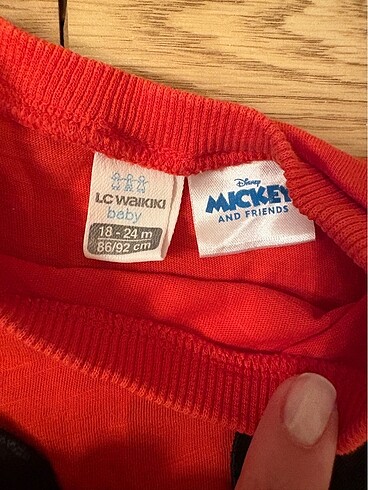 LC WAIKIKI
baby
18 - 24 m
86/92 cm
Disney
MICKEY
AND FRIENDS